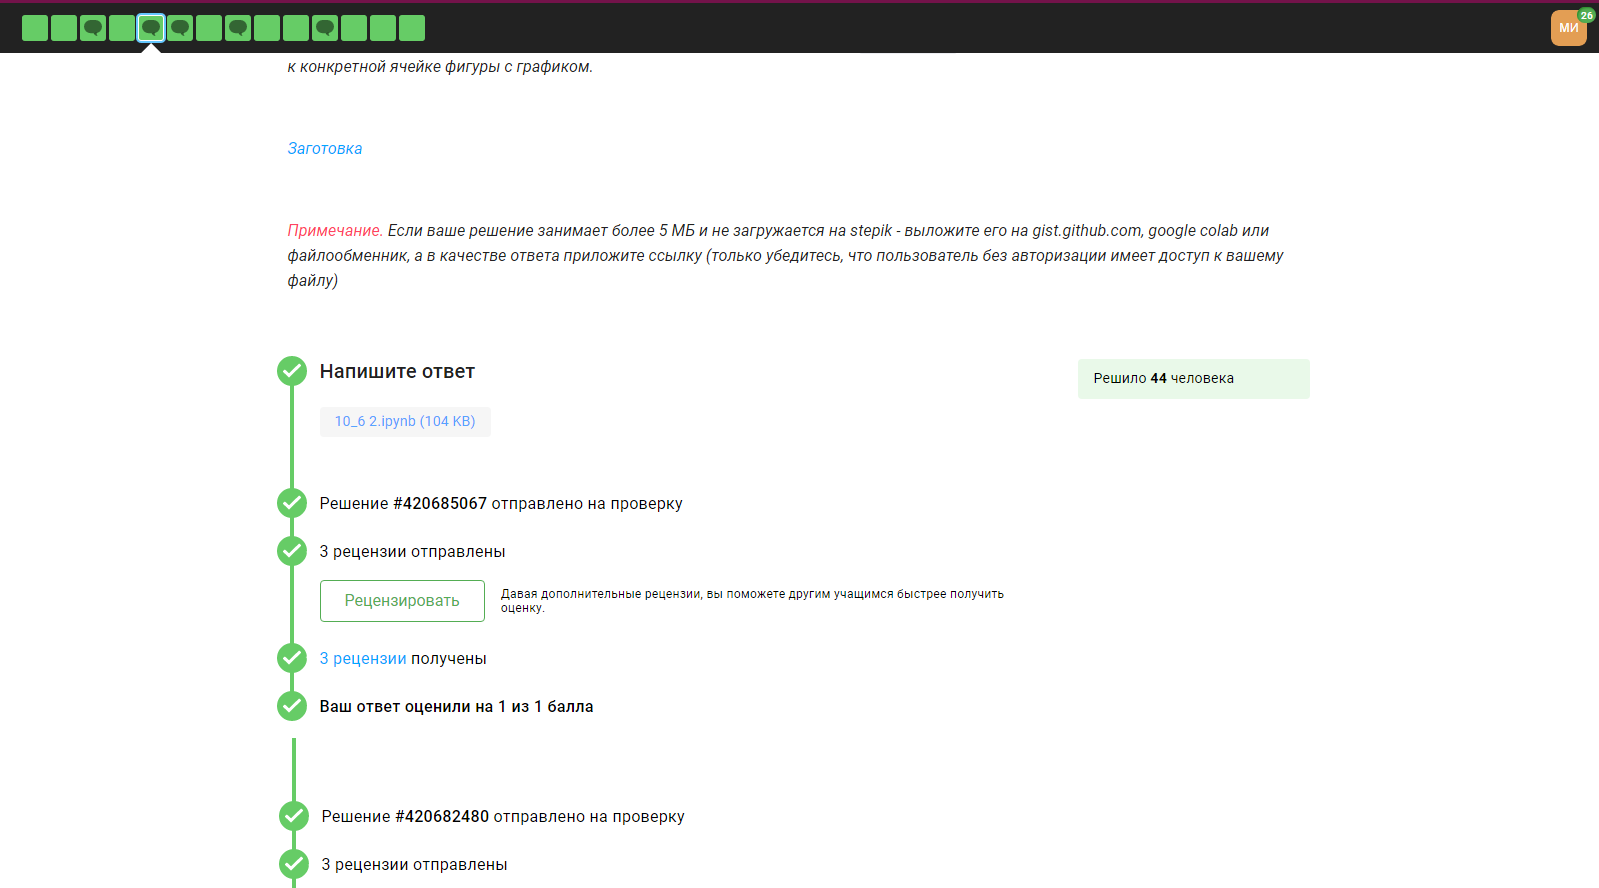 МИ
26
к конкретной ячейке фигуры с графиком.
Заготовка
Примечание. Если ваше решение занимает более 5 МБ и не загружается на stepik - выложите его на gist.github.com, google colab или
файлообменник, а в качестве ответа приложите ссылку (только убедитесь, что пользователь без авторизации имеет доступ к вашему
файлу)
Напишите ответ
Решило 44 человека
10_6 2.ipynb (104 KB)
Решение #420685067 отправлено на проверку
3 рецензии отправлены
Рецензировать
Давая дополнительные рецензии, вы поможете другим учащимся быстрее получить
оценку.
3 рецензии получены
Ваш ответ оценили на 1 из 1 балла
Решение #420682480 отправлено на проверку
3 рецензии отправлены